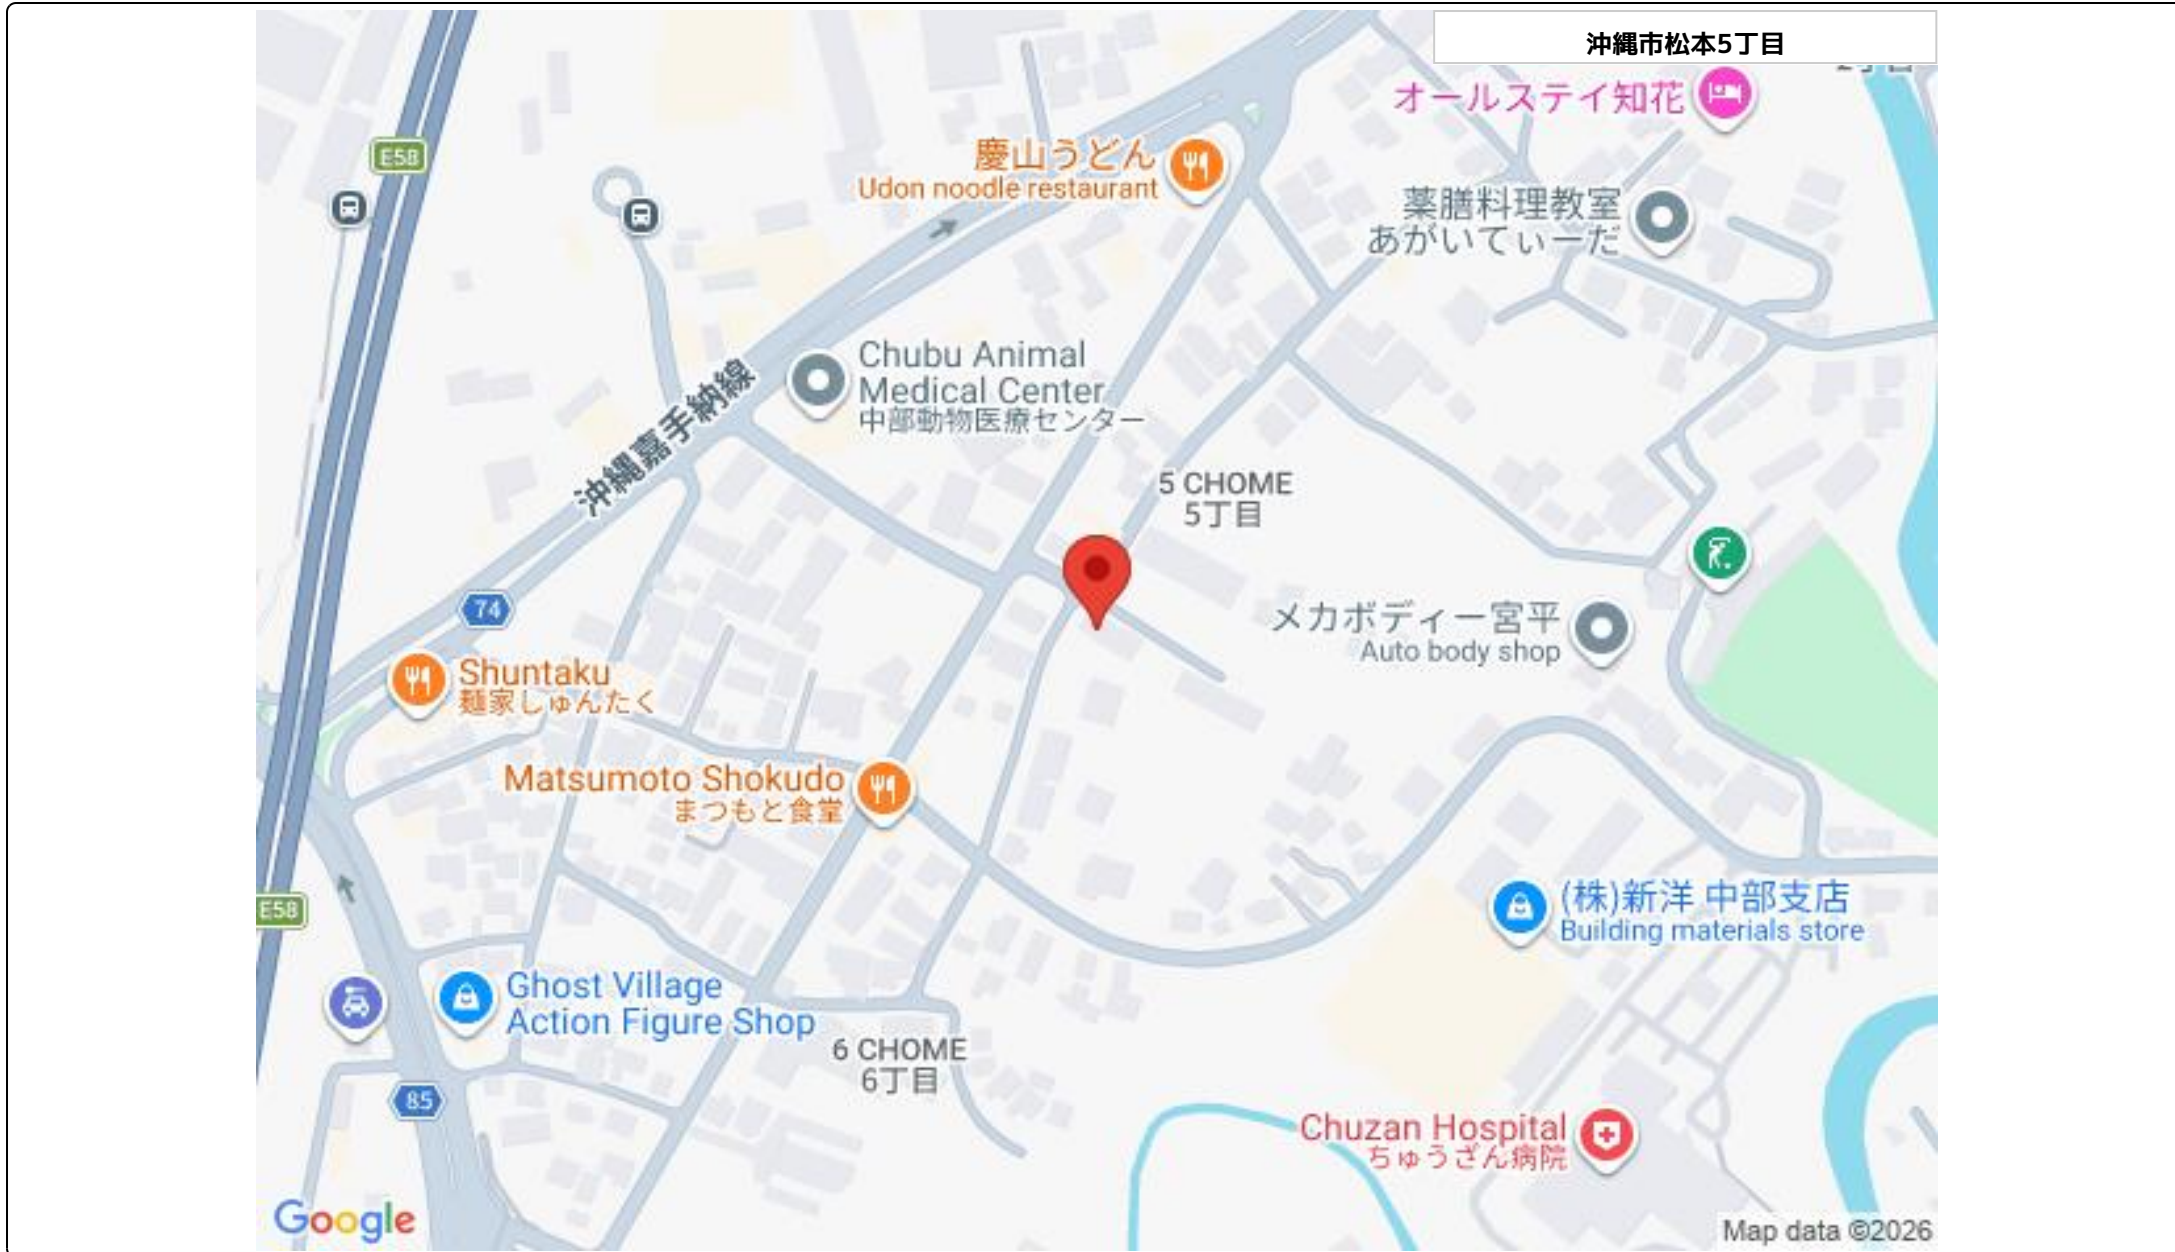 沖縄市松本5丁目
オールステイ知花
E58
慶山うどん
Udon noodle restaurant
薬膳料理教室
あがいてぃーだ
Chubu Animal
Medical Center
中部動物医療センター
沖縄嘉手納線
5 CHOME
5丁目
74
メカボディー宮平
Auto body shop
Shuntaku
麺家しゅんたく
Matsumoto Shokudo
まつもと食堂
E58
(株)新洋 中部支店
Building materials store
Ghost Village
Action Figure Shop
6 CHOME
6丁目
85
Chuzan Hospital
ちゅうざん病院
Google
Map data ©2026